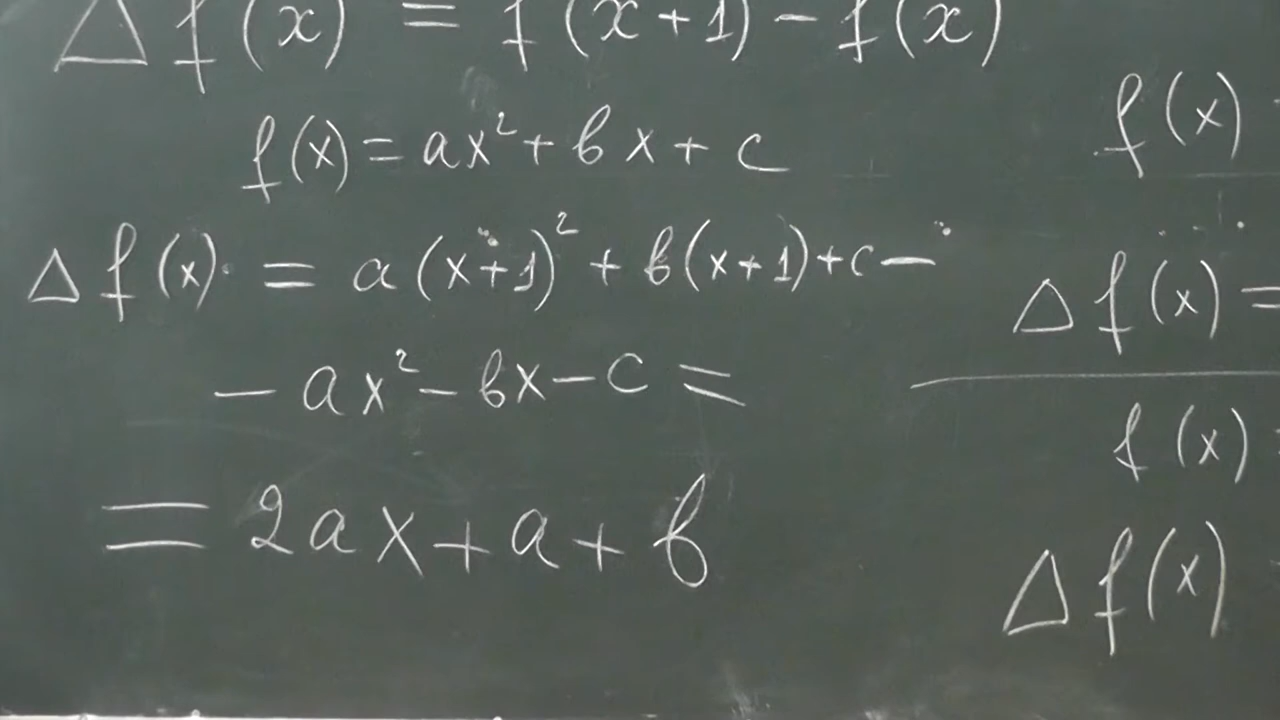 Δf(x) = f(x+1) - f(x)
f(x) = ax² + bx + c
Δf(x) = a(x+1)² + b(x+1) + c -
- ax² - bx - c =
= 2ax + a + b
f(x)
Δf(x) =
f(x)
Δf(x)